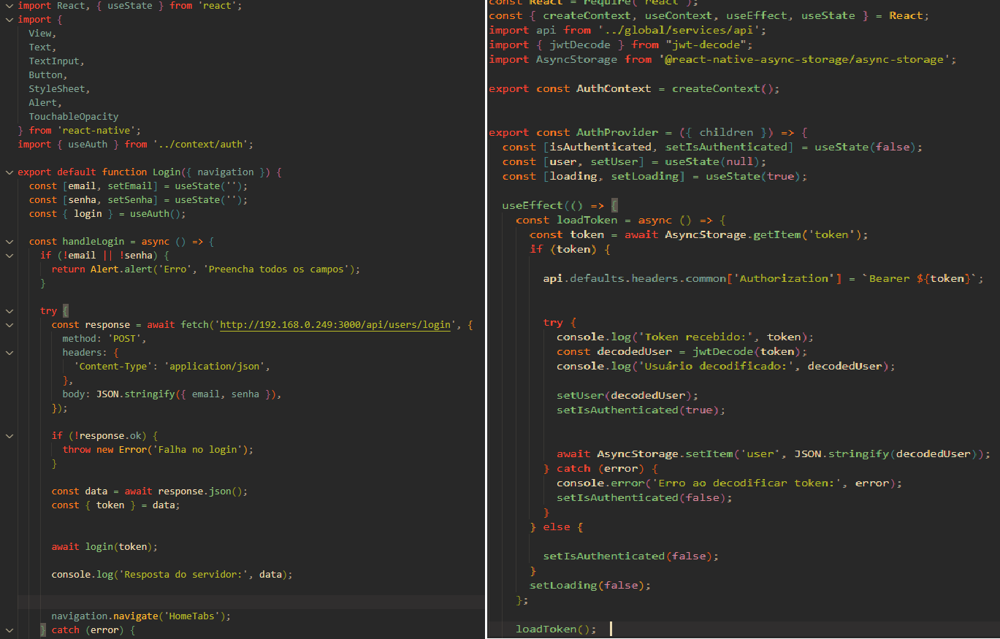 import React, { useState } from 'react';
import {
  View,
  Text,
  TextInput,
  Button,
  StyleSheet,
  Alert,
  TouchableOpacity
} from 'react-native';
import { useAuth } from '../context/auth';

export default function Login({ navigation }) {
  const [email, setEmail] = useState('');
  const [senha, setSenha] = useState('');
  const { login } = useAuth();

  const handleLogin = async () => {
    if (!email || !senha) {
      return Alert.alert('Erro', 'Preencha todos os campos');
    }

    try {
      const response = await fetch('http://192.168.0.249:3000/api/users/login', {
        method: 'POST',
        headers: {
          'Content-Type': 'application/json',
        },
        body: JSON.stringify({ email, senha }),
      });

      if (!response.ok) {
        throw new Error('Falha no login');
      }

      const data = await response.json();
      const { token } = data;

      await login(token);

      console.log('Resposta do servidor:', data);

      navigation.navigate('HomeTabs');
    } catch (error) {
const React = require('react');
const { createContext, useContext, useEffect, useState } = React;
import api from '../global/services/api';
import { jwtDecode } from "jwt-decode";
import AsyncStorage from '@react-native-async-storage/async-storage';

export const AuthContext = createContext();

export const AuthProvider = ({ children }) => {
  const [isAuthenticated, setIsAuthenticated] = useState(false);
  const [user, setUser] = useState(null);
  const [loading, setLoading] = useState(true);

  useEffect(() => {
    const loadToken = async () => {
      const token = await AsyncStorage.getItem('token');
      if (token) {

        api.defaults.headers.common['Authorization'] = `Bearer ${token}`;

        try {
          console.log('Token recebido:', token);
          const decodedUser = jwtDecode(token);
          console.log('Usuário decodificado:', decodedUser);

          setUser(decodedUser);
          setIsAuthenticated(true);

          await AsyncStorage.setItem('user', JSON.stringify(decodedUser));
        } catch (error) {
          console.error('Erro ao decodificar token:', error);
          setIsAuthenticated(false);
        }
      } else {

        setIsAuthenticated(false);
      }
      setLoading(false);
    };

    loadToken();